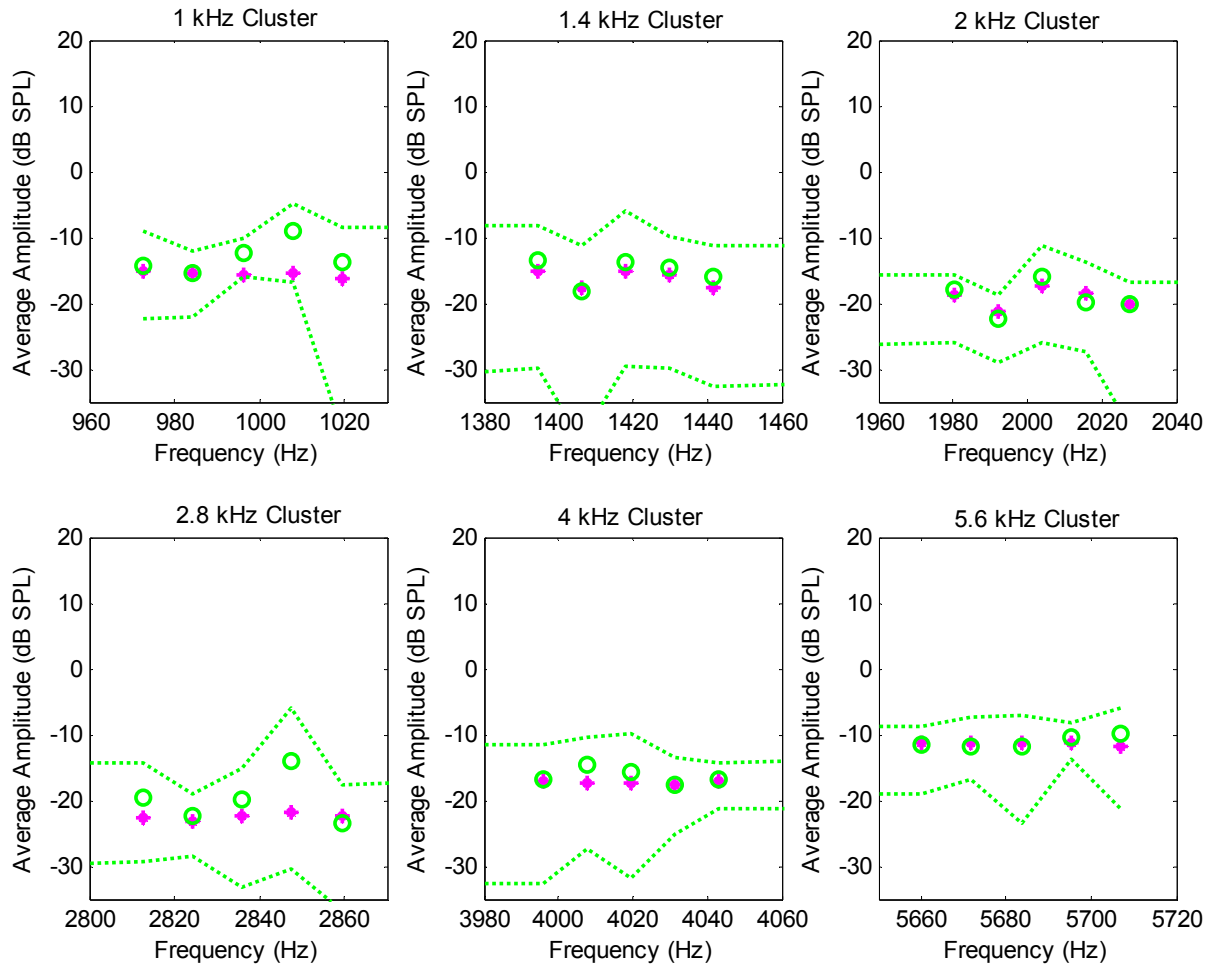 1 kHz Cluster
1.4 kHz Cluster
2 kHz Cluster
Average Amplitude (dB SPL)
20
10
0
-10
-20
-30
960 980 1000 1020
Frequency (Hz)
Average Amplitude (dB SPL)
20
10
0
-10
-20
-30
1380 1400 1420 1440 1460
Frequency (Hz)
Average Amplitude (dB SPL)
20
10
0
-10
-20
-30
1960 1980 2000 2020 2040
Frequency (Hz)
2.8 kHz Cluster
4 kHz Cluster
5.6 kHz Cluster
Average Amplitude (dB SPL)
20
10
0
-10
-20
-30
2800 2820 2840 2860
Frequency (Hz)
Average Amplitude (dB SPL)
20
10
0
-10
-20
-30
3980 4000 4020 4040 4060
Frequency (Hz)
Average Amplitude (dB SPL)
20
10
0
-10
-20
-30
5660 5680 5700 5720
Frequency (Hz)